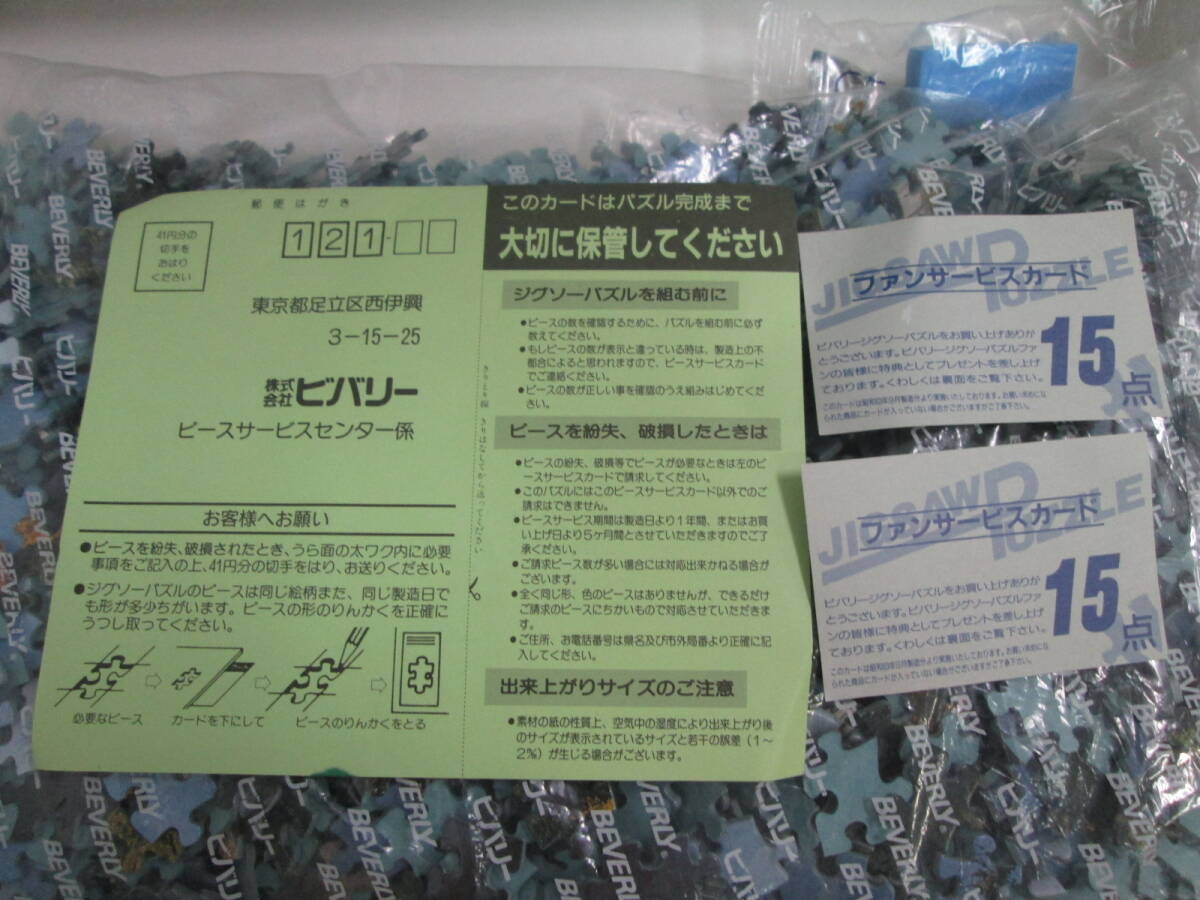 郵便はがき
41円分の
切手を
おはり
ください
121-
東京都足立区西伊興
3-15-25
株式
会社 ビバリー
ピースサービスセンター係
お客様へお願い
●ピースを紛失、破損されたとき、うら面の太ワク内に必要
事項をご記入の上、41円分の切手をはり、お送りください。
●ジグソーパズルのピースは同じ絵柄また、同じ製造日で
も形が多少ちがいます。ピースの形のりんかくを正確に
うつし取ってください。
必要なピース
カードを下にして
ピースのりんかくをとる
きりとり線 きりはなしてから送ってください
このカードはパズル完成まで
大切に保管してください
ジグソーパズルを組む前に
●ピースの数を確認するために、パズルを組む前に必ず
数えてください。
●もしピースの数が表示と違っている時は、製造上の不
都合によると思われますので、ピースサービスカード
でご連絡ください。
●ピースの数が正しい事を確認のうえ組みはじめてくだ
さい。
ピースを紛失、破損したときは
●ピースの紛失、破損等でピースが必要なときは左のピ
ースサービスカードで請求してください。
●このパズルにはこのピースサービスカード以外でのご
請求はできません。
●ピースサービス期間は製造日より1年間、またはお買
い上げ日より5ヶ月間とさせていただきますのでご了
承ください。
●ご請求ピース数が多い場合には対応出来かねる場合が
ございます。
●全く同じ形、色のピースはありませんが、できるだけ
ご請求のピースにちかいもので対応させていただきま
す。
●ご住所、お電話番号は県名及び市外局番より正確に記
入してください。
出来上がりサイズのご注意
●素材の紙の性質上、空気中の湿度により出来上がり後
のサイズが表示されているサイズと若干の誤差(1〜
2%)が生じる場合がございます。
JIGSAW PUZZLE
ファンサービスカード
ビバリージグソーパズルをお買い上げありが
とうございます。ビバリージグソーパズルファ
ンの皆様に特典としてプレゼントを差し上げ
ております。くわしくは裏面をご覧下さい。
15点
JIGSAW PUZZLE
ファンサービスカード
ビバリージグソーパズルをお買い上げありが
とうございます。ビバリージグソーパズルファ
ンの皆様に特典としてプレゼントを差し上げ
ております。くわしくは裏面をご覧下さい。
15点
BEVERLY.
ビバリー